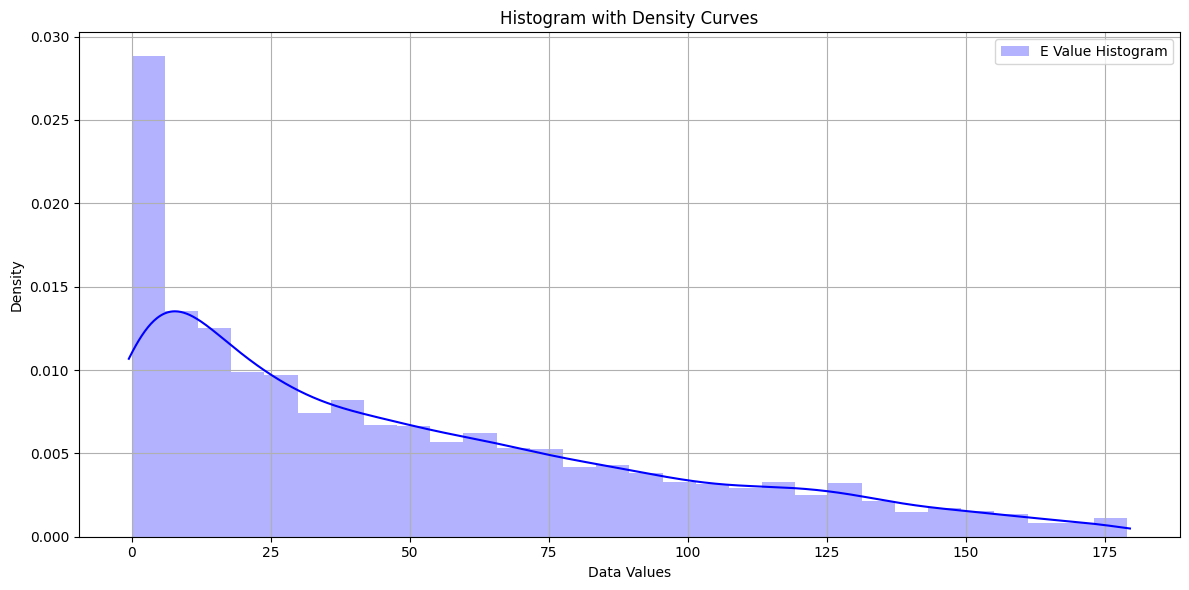 Histogram with Density Curves
E Value Histogram
Density
0.030
0.025
0.020
0.015
0.010
0.005
0.000
0 25 50 75 100 125 150 175
Data Values